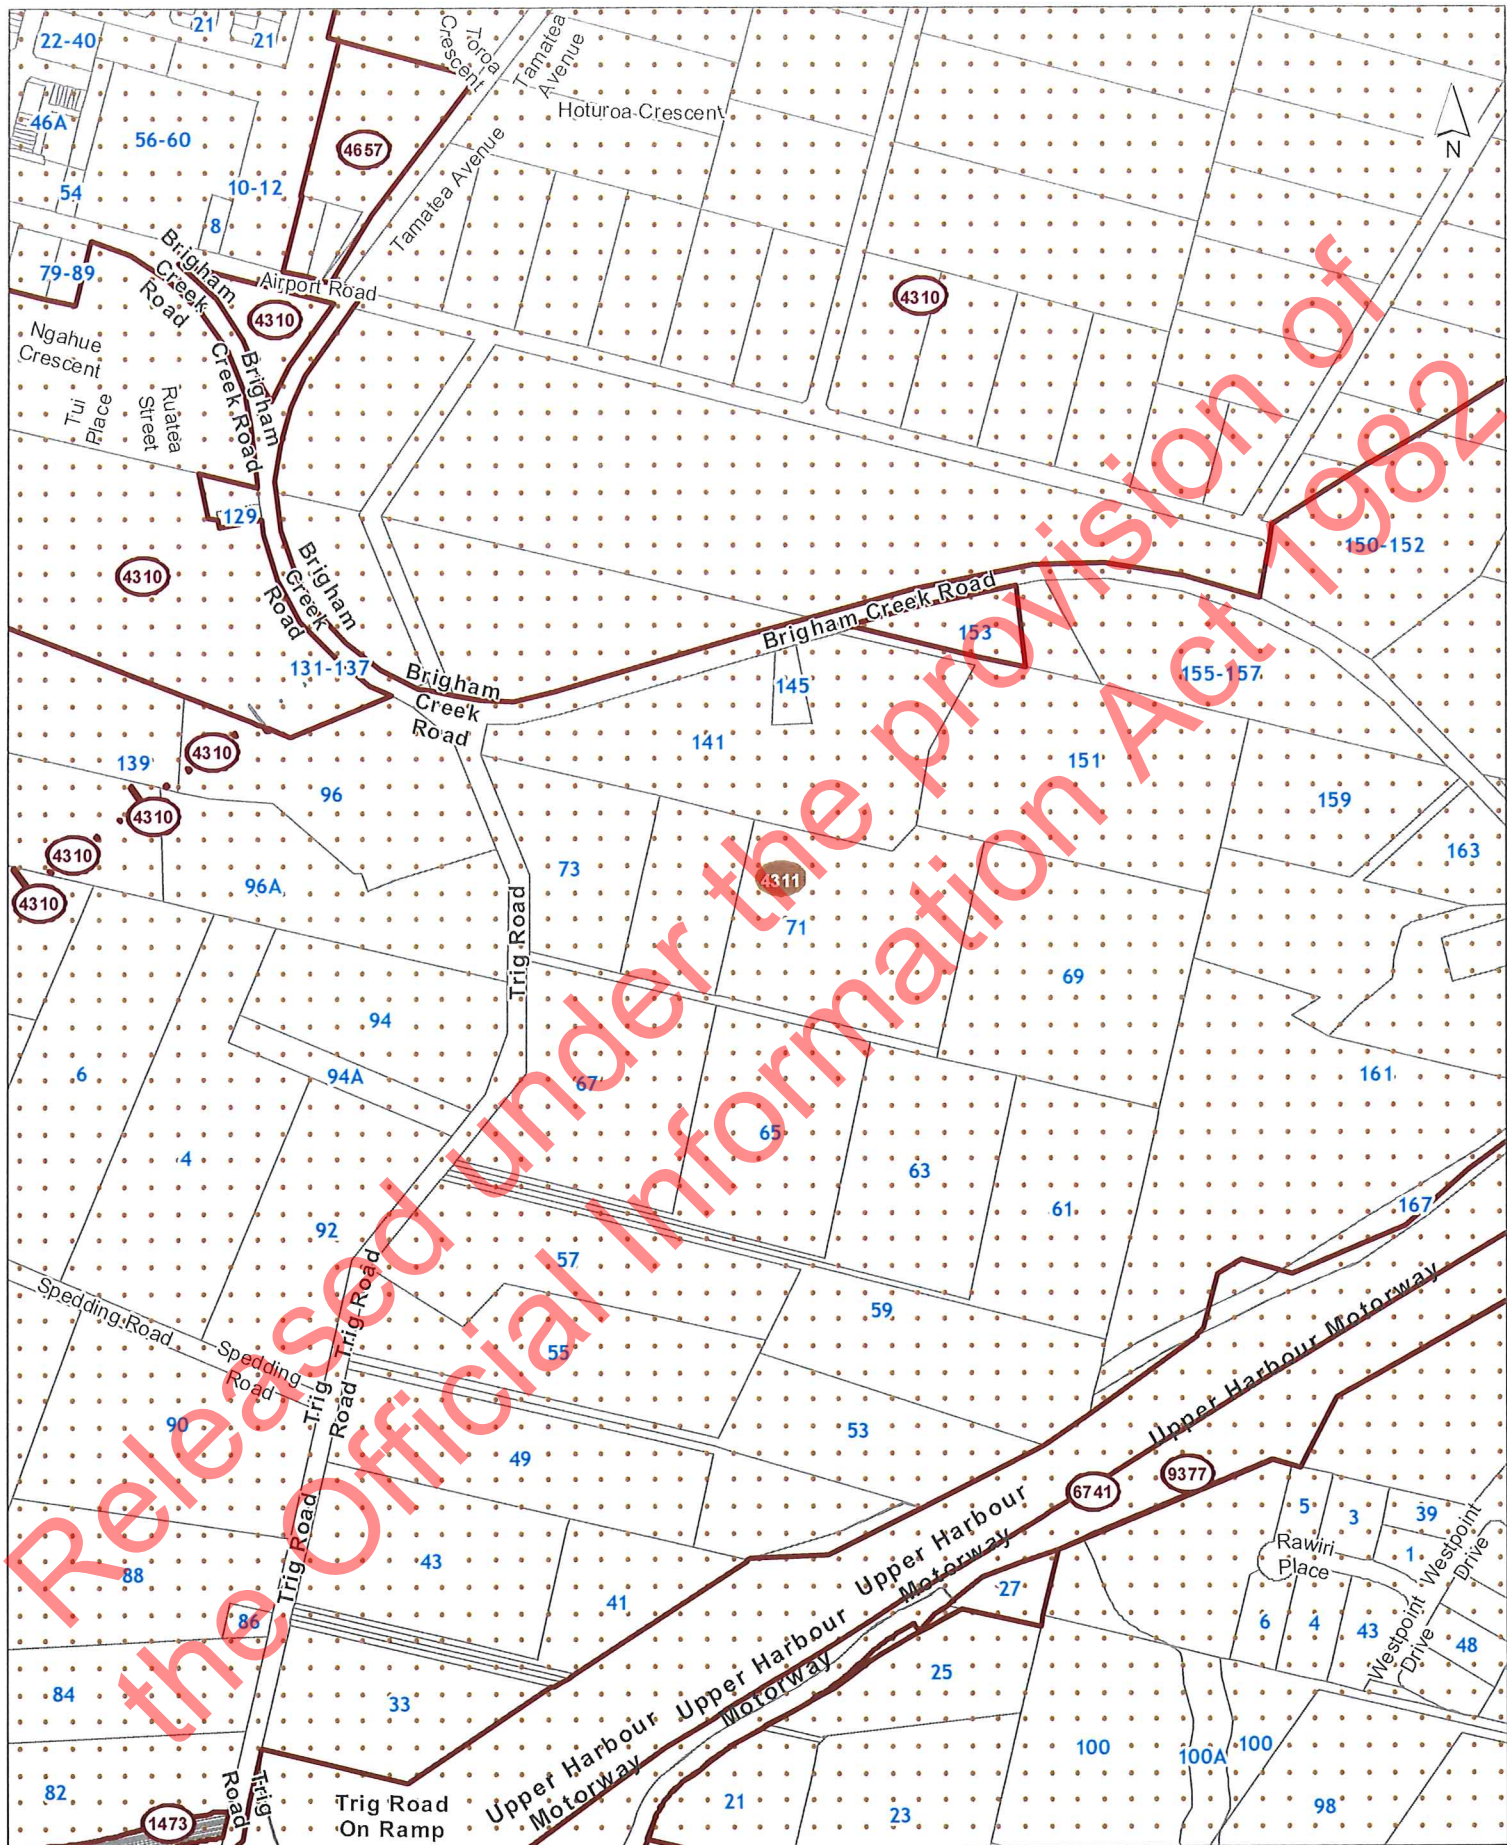 22-40
21
21
Toroa
Crescent
Tamatea
Avenue
Hoturoa Crescent
46A
56-60
4657
N
54
10-12
8
Tamatea Avenue
79-89
Brigham
Creek
Road
Airport Road
4310
4310
Ngahue
Crescent
Tui
Place
Ruatea
Street
Brigham
Creek Road
129
150-152
4310
Brigham
Creek
Road
Brigham Creek Road
153
131-137
Brigham
Creek
Road
145
155-157
141
139
4310
151
96
159
4310
4310
163
73
4311
96A
4310
71
Trig Road
69
94
6
94A
67
161
65
4
63
61
167
92
57
Trig Road
59
Spedding Road
Spedding
Road
55
Trig
Road
Upper Harbour Motorway
90
53
49
9377
6741
5
3
39
Upper Harbour
Motorway
Rawiri
Place
1
Westpoint
Drive
43
Trig Road
88
27
41
86
6
4
43
Westpoint
Drive
48
Upper Harbour
Motorway
25
84
33
100
100A
100
Upper Harbour
Motorway
82
Trig
Road
Trig Road
On Ramp
21
23
98
1473
Released under the provision of
the Official Information Act 1982